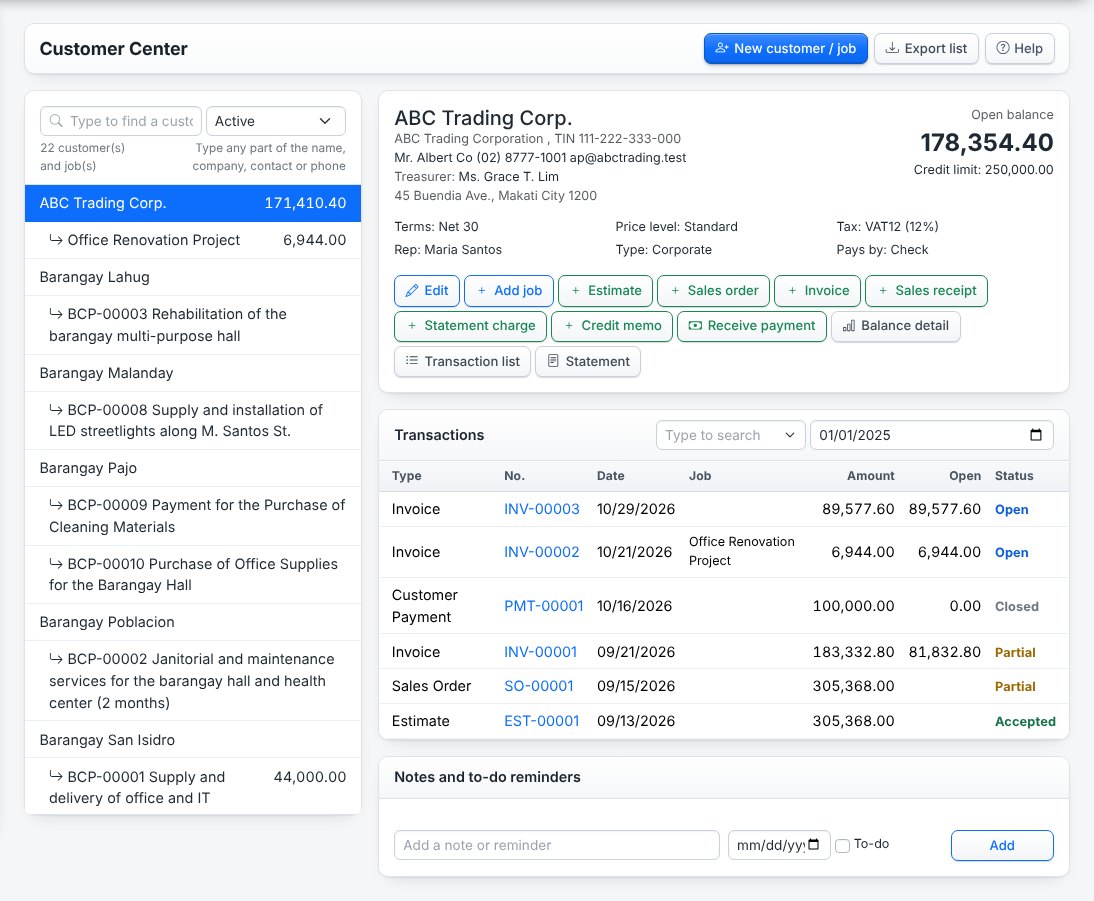 Customer Center
New customer / job
Export list
Help
Type to find a custo
Active
22 customer(s)
and job(s)
Type any part of the name,
company, contact or phone
ABC Trading Corp. 171,410.40
Office Renovation Project 6,944.00
Barangay Lahug
BCP-00003 Rehabilitation of the
barangay multi-purpose hall
Barangay Malanday
BCP-00008 Supply and installation of
LED streetlights along M. Santos St.
Barangay Pajo
BCP-00009 Payment for the Purchase of
Cleaning Materials
BCP-00010 Purchase of Office Supplies
for the Barangay Hall
Barangay Poblacion
BCP-00002 Janitorial and maintenance
services for the barangay hall and health
center (2 months)
Barangay San Isidro
BCP-00001 Supply and 44,000.00
delivery of office and IT
ABC Trading Corp.
ABC Trading Corporation , TIN 111-222-333-000
Mr. Albert Co (02) 8777-1001 ap@abctrading.test
Treasurer: Ms. Grace T. Lim
45 Buendia Ave., Makati City 1200
Open balance
178,354.40
Credit limit: 250,000.00
Terms: Net 30 Price level: Standard Tax: VAT12 (12%)
Rep: Maria Santos Type: Corporate Pays by: Check
Edit + Add job + Estimate + Sales order + Invoice + Sales receipt
+ Statement charge + Credit memo Receive payment Balance detail
Transaction list Statement
Transactions Type to search 01/01/2025
Type No. Date Job Amount Open Status
Invoice INV-00003 10/29/2026 89,577.60 89,577.60 Open
Invoice INV-00002 10/21/2026 Office Renovation Project 6,944.00 6,944.00 Open
Customer Payment PMT-00001 10/16/2026 100,000.00 0.00 Closed
Invoice INV-00001 09/21/2026 183,332.80 81,832.80 Partial
Sales Order SO-00001 09/15/2026 305,368.00 Partial
Estimate EST-00001 09/13/2026 305,368.00 Accepted
Notes and to-do reminders
Add a note or reminder mm/dd/yyy To-do Add